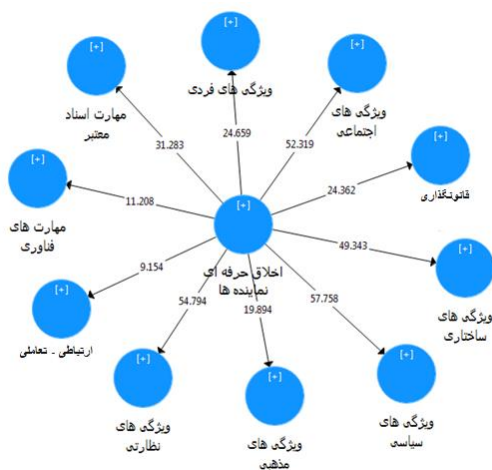 [+]
ویژگی های فردی
[+]
ویژگی های
اجتماعی
[+]
مهارت اسناد
معتبر
[+]
قانونگذاری
[+]
مهارت های
فناوری
[+]
ویژگی های
ساختاری
[+]
اخلاق حرفه ای
نماینده ها
[+]
ارتباطی - تعاملی
[+]
ویژگی های
سیاسی
[+]
ویژگی های
نظارتی
[+]
ویژگی های
مذهبی
24.659
52.319
31.283
24.362
11.208
49.343
9.154
54.794
19.894
57.758